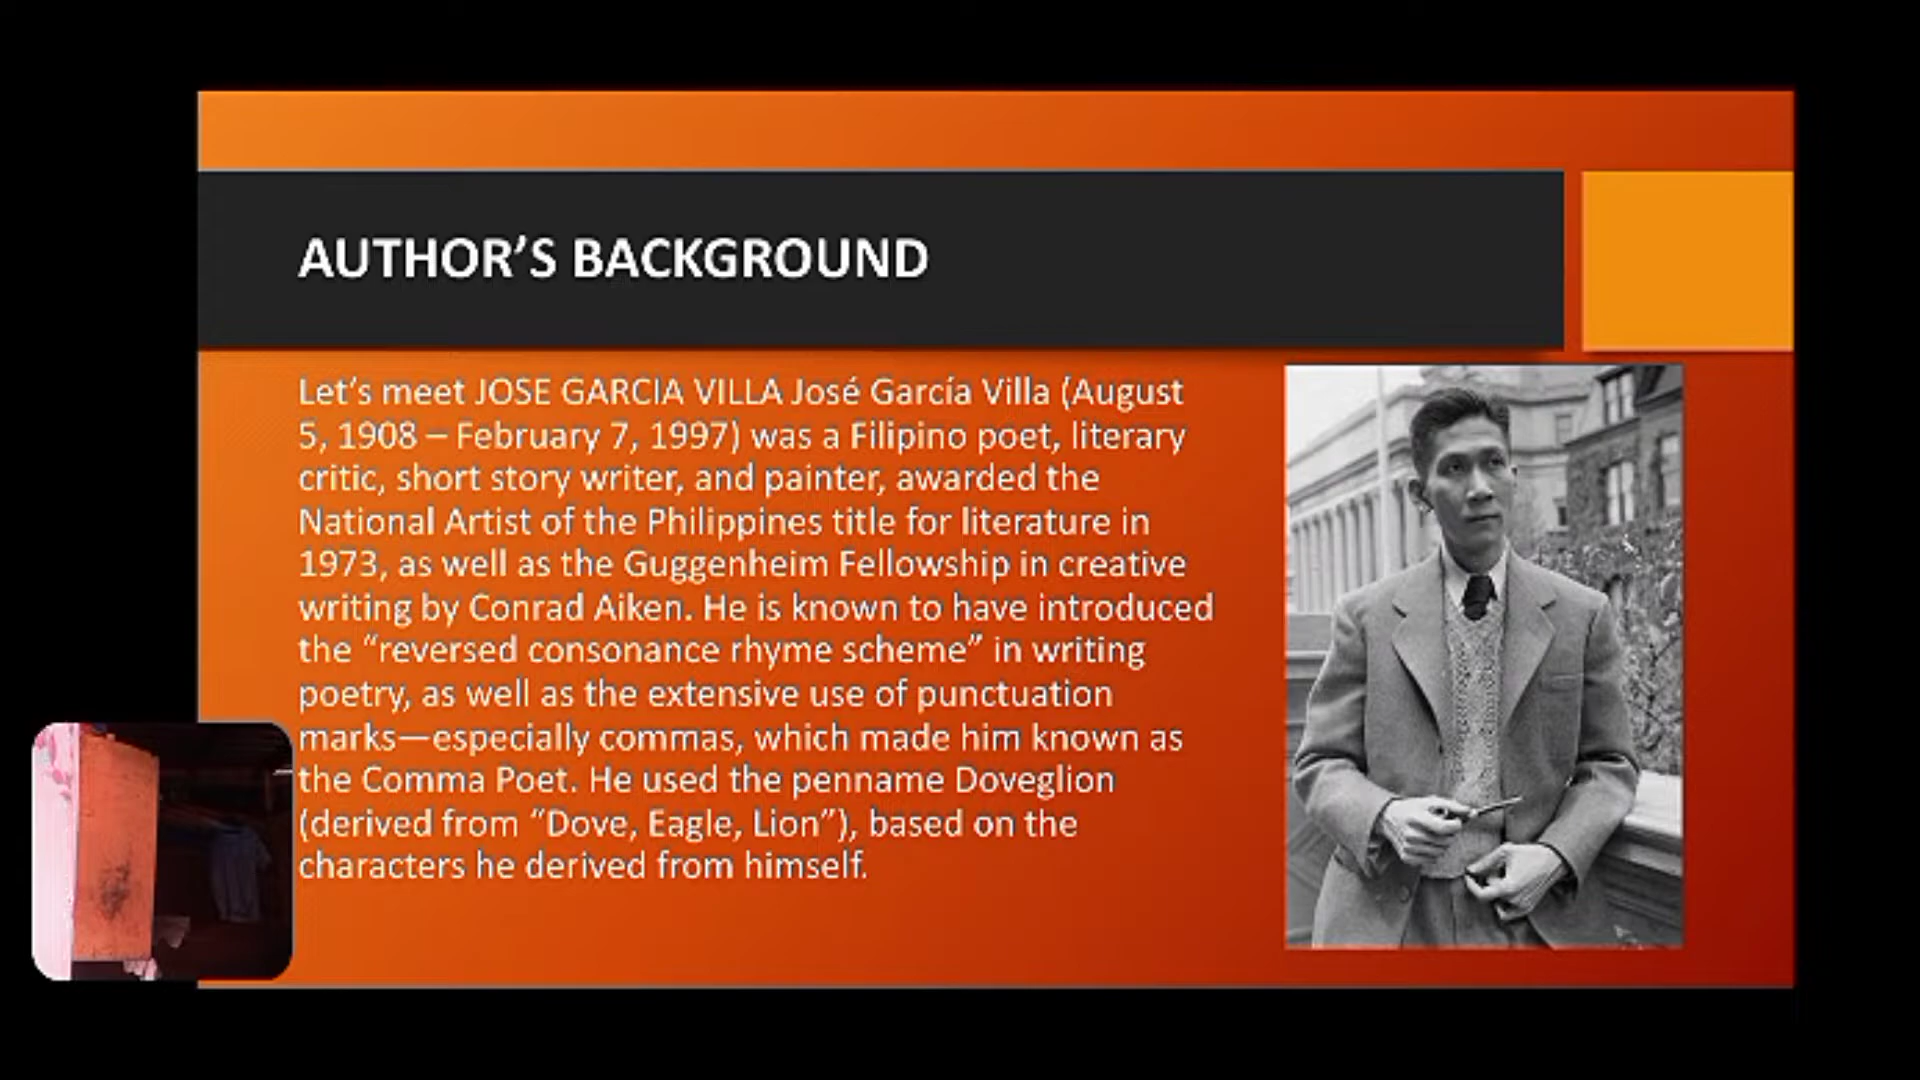 AUTHOR’S BACKGROUND
Let’s meet JOSE GARCIA VILLA José García Villa (August
5, 1908 – February 7, 1997) was a Filipino poet, literary
critic, short story writer, and painter, awarded the
National Artist of the Philippines title for literature in
1973, as well as the Guggenheim Fellowship in creative
writing by Conrad Aiken. He is known to have introduced
the “reversed consonance rhyme scheme” in writing
poetry, as well as the extensive use of punctuation
marks—especially commas, which made him known as
the Comma Poet. He used the penname Doveglion
(derived from “Dove, Eagle, Lion”), based on the
characters he derived from himself.